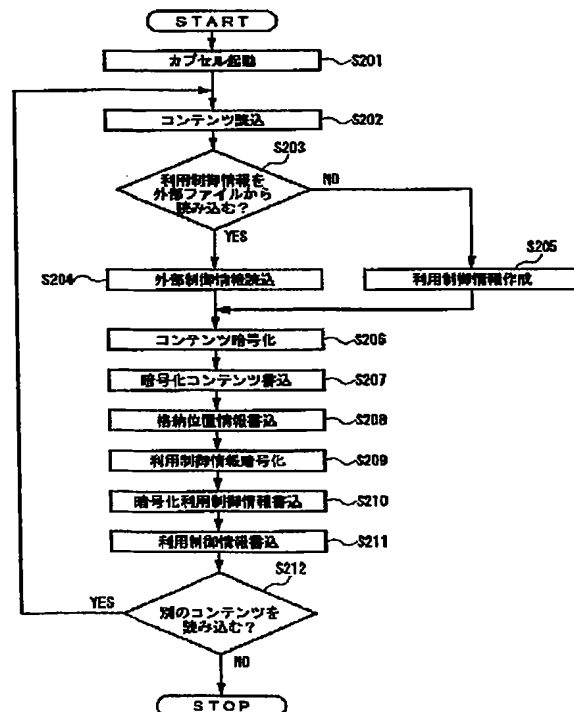 START
カプセル起動 S201
コンテンツ読込 S202
S203
利用制御情報を
外部ファイルから
読み込む?
NO
YES
S205
S204 外部制御情報読込
利用制御情報作成
コンテンツ暗号化 S206
暗号化コンテンツ書込 S207
格納位置情報書込 S208
利用制御情報暗号化 S209
暗号化利用制御情報書込 S210
利用制御情報書込 S211
S212
YES
別のコンテンツを
読み込む?
NO
STOP